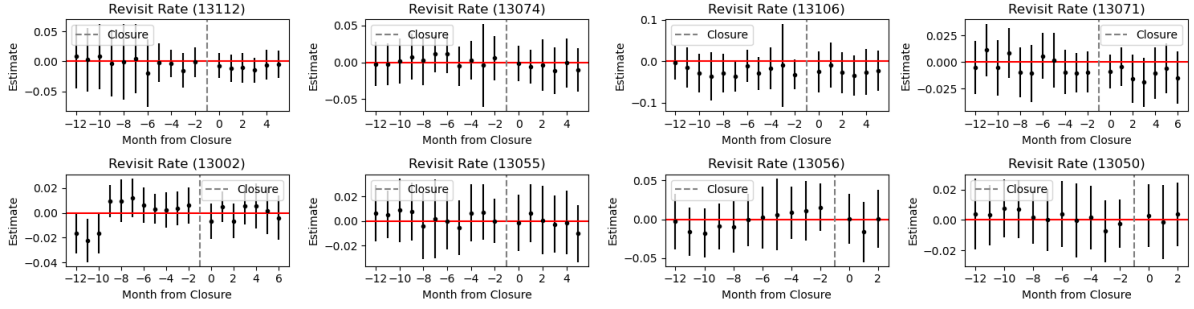 Revisit Rate (13112)
Estimate
0.05
0.00
−0.05
Closure
−12 −10 −8 −6 −4 −2 0 2 4
Month from Closure
Revisit Rate (13074)
Estimate
0.05
0.00
−0.05
Closure
−12 −10 −8 −6 −4 −2 0 2 4
Month from Closure
Revisit Rate (13106)
Estimate
0.1
0.0
−0.1
Closure
−12 −10 −8 −6 −4 −2 0 2 4
Month from Closure
Revisit Rate (13071)
Estimate
0.025
0.000
−0.025
Closure
−12 −10 −8 −6 −4 −2 0 2 4 6
Month from Closure
Revisit Rate (13002)
Estimate
0.02
0.00
−0.02
−0.04
Closure
−12 −10 −8 −6 −4 −2 0 2 4 6
Month from Closure
Revisit Rate (13055)
Estimate
0.02
0.00
−0.02
Closure
−12 −10 −8 −6 −4 −2 0 2 4
Month from Closure
Revisit Rate (13056)
Estimate
0.05
0.00
−0.05
Closure
−12 −10 −8 −6 −4 −2 0 2
Month from Closure
Revisit Rate (13050)
Estimate
0.02
0.00
−0.02
Closure
−12 −10 −8 −6 −4 −2 0 2
Month from Closure